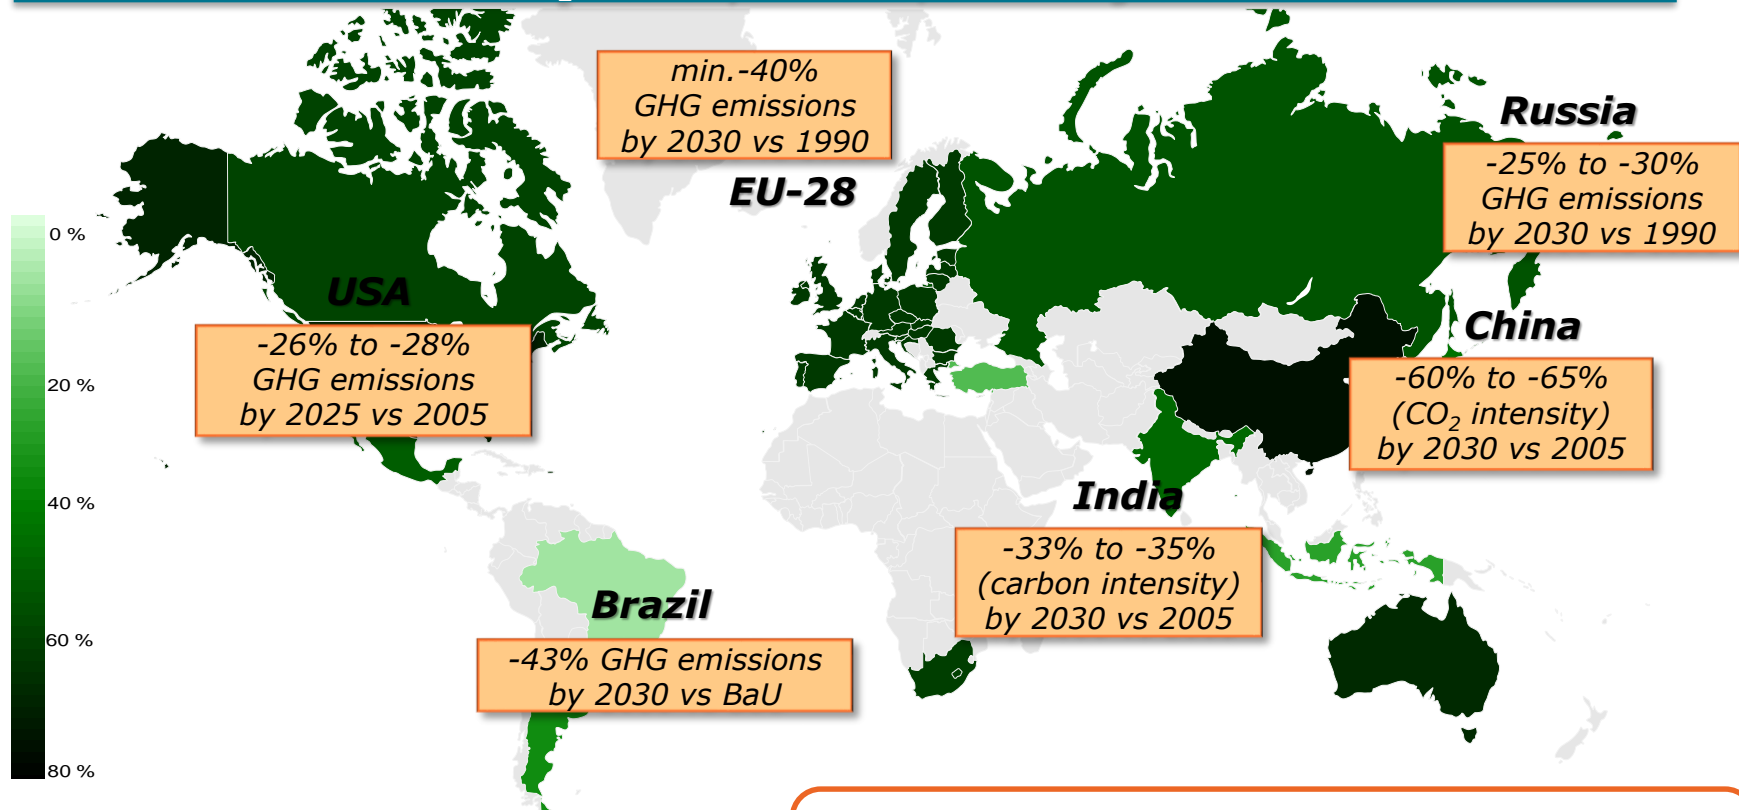 min.-40%
GHG emissions
by 2030 vs 1990
EU-28
Russia
-25% to -30%
GHG emissions
by 2030 vs 1990
0 %
20 %
40 %
60 %
80 %
USA
-26% to -28%
GHG emissions
by 2025 vs 2005
China
-60% to -65%
(CO₂ intensity)
by 2030 vs 2005
India
-33% to -35%
(carbon intensity)
by 2030 vs 2005
Brazil
-43% GHG emissions
by 2030 vs BaU